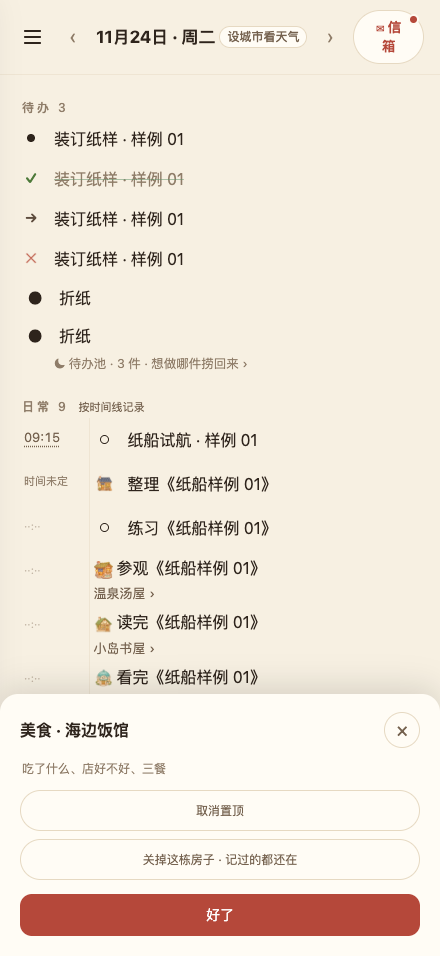 ‹ 11月24日 · 周二 设城市看天气 › ✉ 信
箱
待办 3
装订纸样 · 样例 01
装订纸样 · 样例 01
装订纸样 · 样例 01
装订纸样 · 样例 01
折纸
折纸
待办池 · 3 件 · 想做哪件捞回来 ›
日常 9 按时间线记录
09:15 纸船试航 · 样例 01
时间未定 整理《纸船样例 01》
--:-- 练习《纸船样例 01》
--:-- 参观《纸船样例 01》
温泉汤屋 ›
--:-- 读完《纸船样例 01》
小岛书屋 ›
--:-- 看完《纸船样例 01》
美食 · 海边饭馆
吃了什么、店好不好、三餐
取消置顶
关掉这栋房子 · 记过的都还在
好了